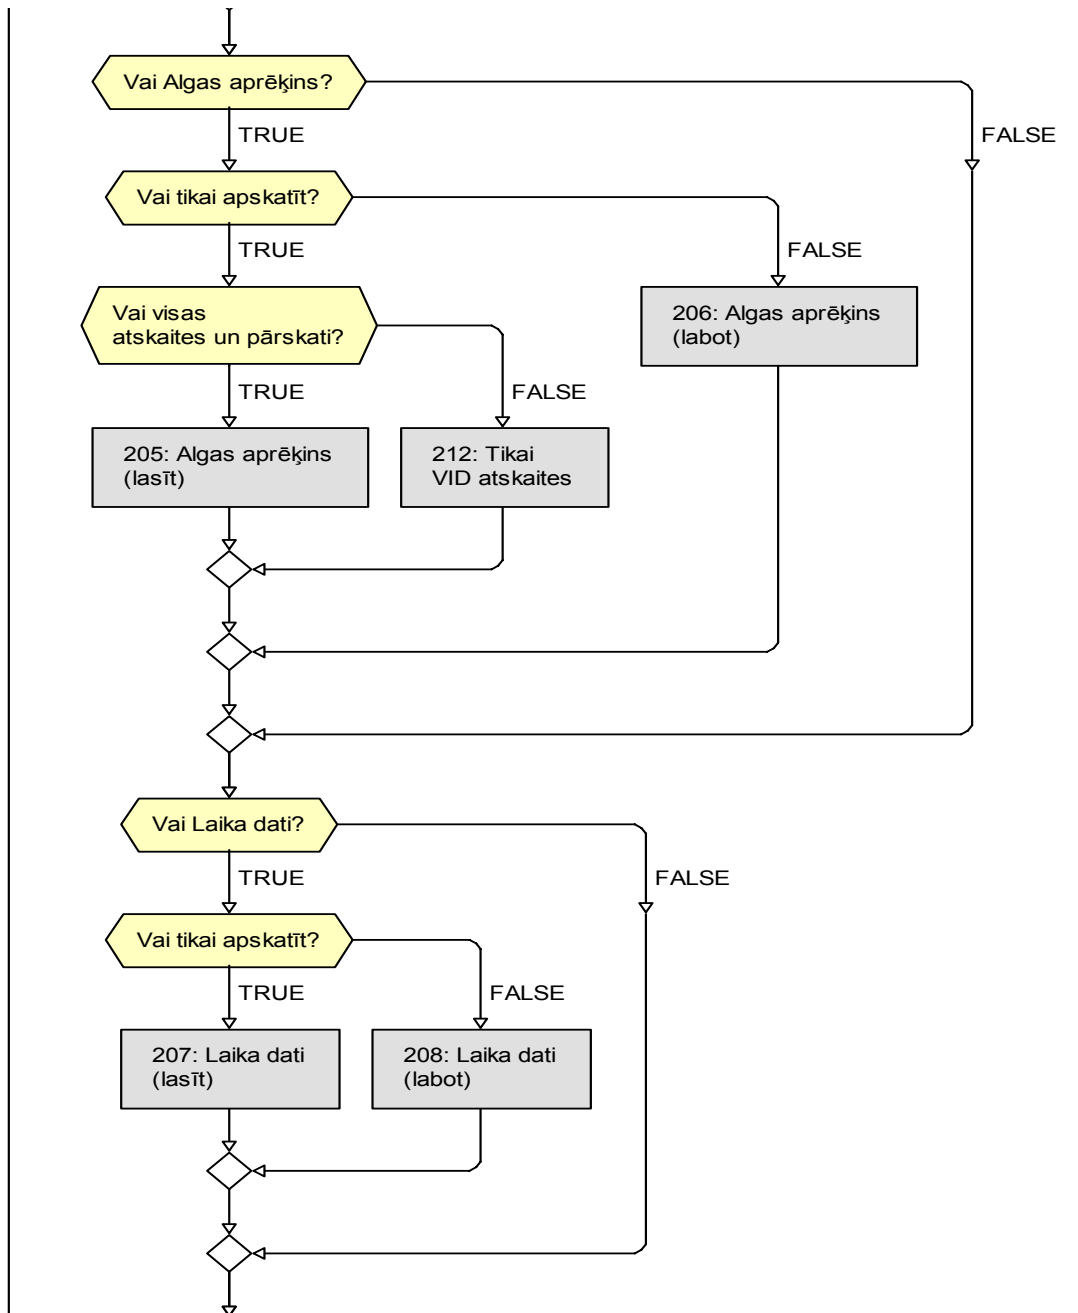 Vai Algas aprēķins?
TRUE
FALSE
Vai tikai apskatīt?
TRUE
FALSE
Vai visas
atskaites un pārskati?
206: Algas aprēķins
(labot)
TRUE
FALSE
205: Algas aprēķins
(lasīt)
212: Tikai
VID atskaites
Vai Laika dati?
TRUE
FALSE
Vai tikai apskatīt?
TRUE
FALSE
207: Laika dati
(lasīt)
208: Laika dati
(labot)